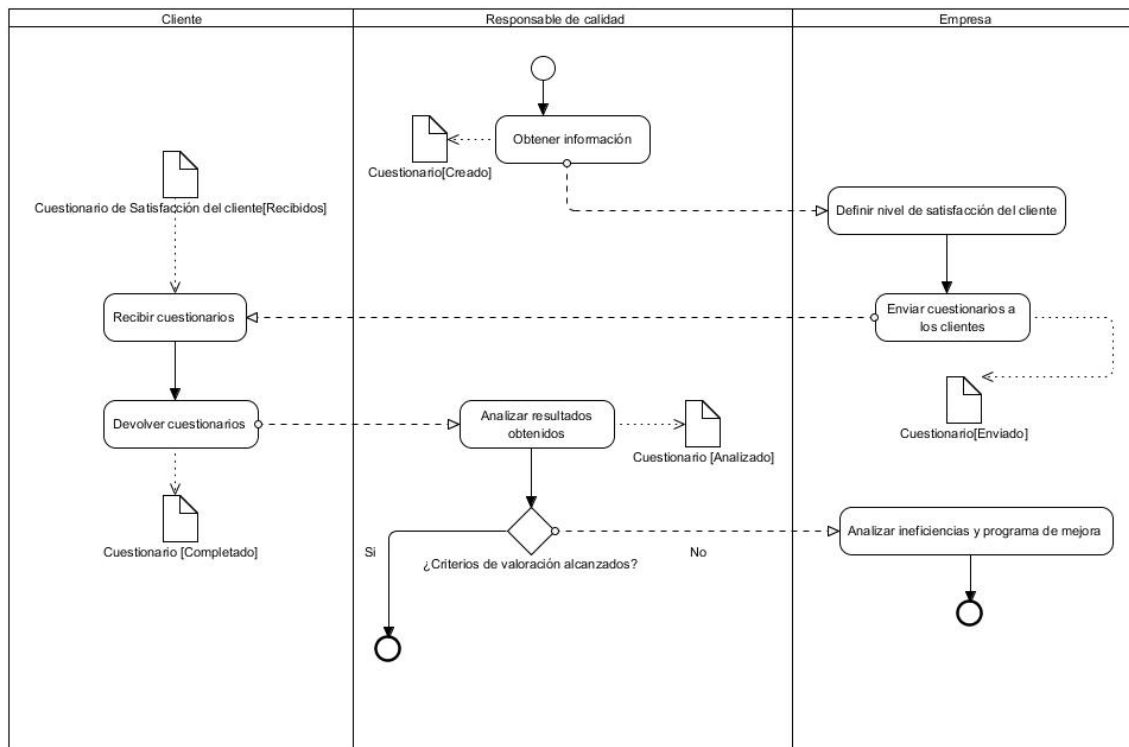 Cliente
Responsable de calidad
Empresa
Obtener información
Cuestionario[Creado]
Cuestionario de Satisfacción del cliente[Recibidos]
Definir nivel de satisfacción del cliente
Recibir cuestionarios
Enviar cuestionarios a
los clientes
Devolver cuestionarios
Analizar resultados
obtenidos
Cuestionario[Enviado]
Cuestionario [Analizado]
Cuestionario [Completado]
Analizar ineficiencias y programa de mejora
Si
No
¿Criterios de valoración alcanzados?